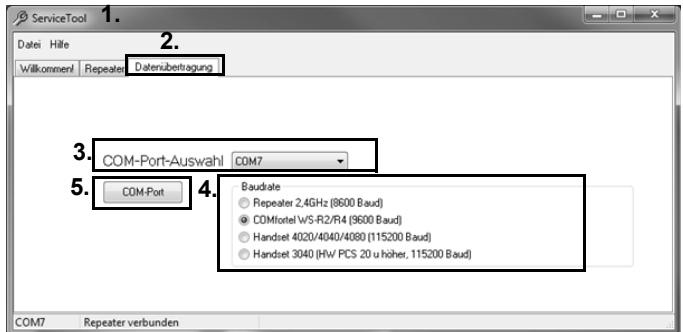 ServiceTool 1.
Datei Hilfe 2.
Willkommen! Repeater Datenübertragung
3. COM-Port-Auswahl COM7
5. COM-Port 4. Baudrate
Repeater 2,4GHz (8600 Baud)
COMfortel WS-R2/R4 (9600 Baud)
Handset 4020/4040/4080 (115200 Baud)
Handset 3040 (HW PCS 20 u höher, 115200 Baud)
COM7 Repeater verbunden